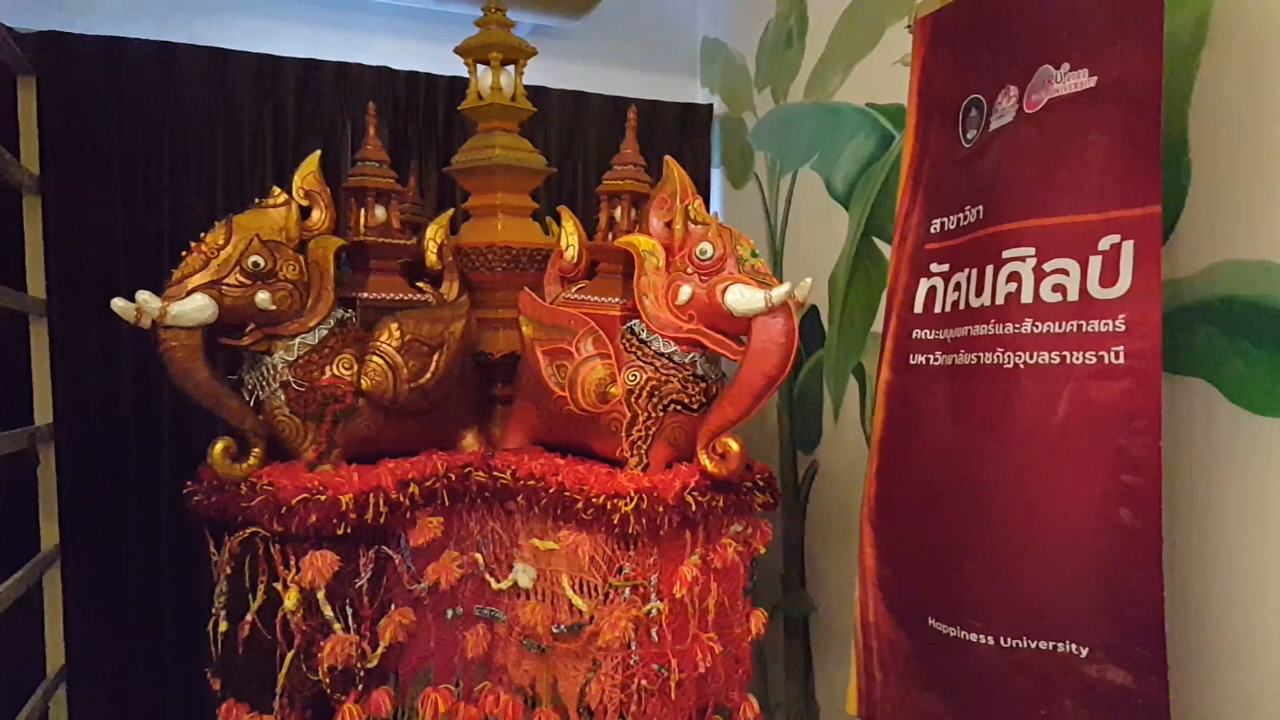 UNIVERSITY
สาขาวิชา
ทัศนศิลป์
คณะมนุษยศาสตร์และสังคมศาสตร์
มหาวิทยาลัยราชภัฏอุบลราชธานี
Happiness University